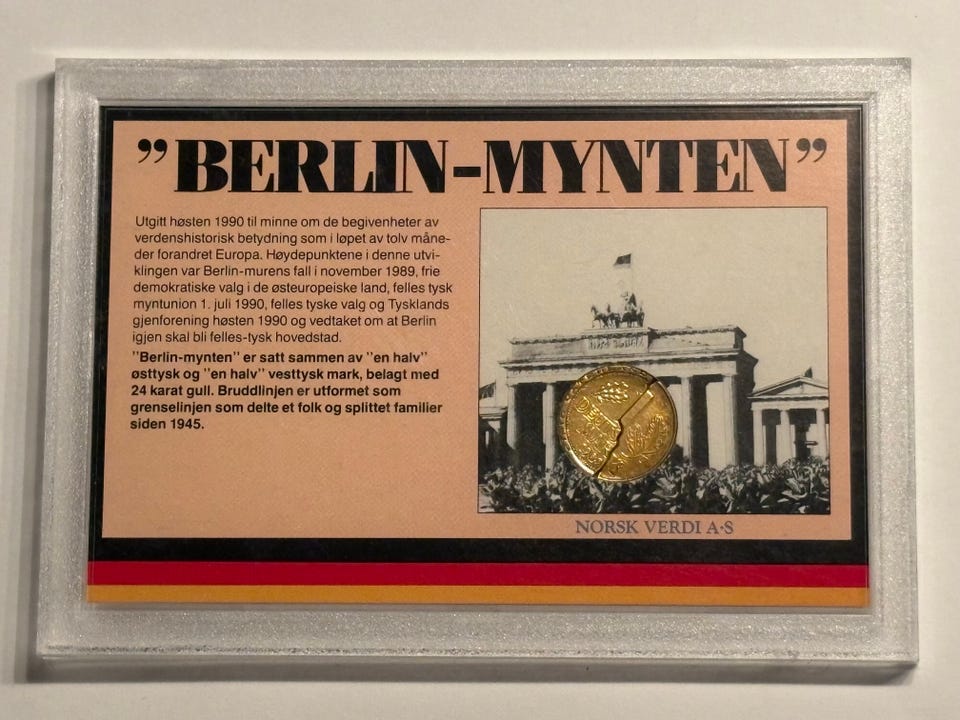 ”BERLIN-MYNTEN”
Utgitt høsten 1990 til minne om de begivenheter av
verdenshistorisk betydning som i løpet av tolv måne-
der forandret Europa. Høydepunktene i denne utvi-
klingen var Berlin-murens fall i november 1989, frie
demokratiske valg i de østeuropeiske land, felles tysk
myntunion 1. juli 1990, felles tyske valg og Tysklands
gjenforening høsten 1990 og vedtaket om at Berlin
igjen skal bli felles-tysk hovedstad.
”Berlin-mynten” er satt sammen av ”en halv”
østtysk og ”en halv” vesttysk mark, belagt med
24 karat gull. Bruddlinjen er utformet som
grenselinjen som delte et folk og splittet familier
siden 1945.
NORSK VERDI A·S